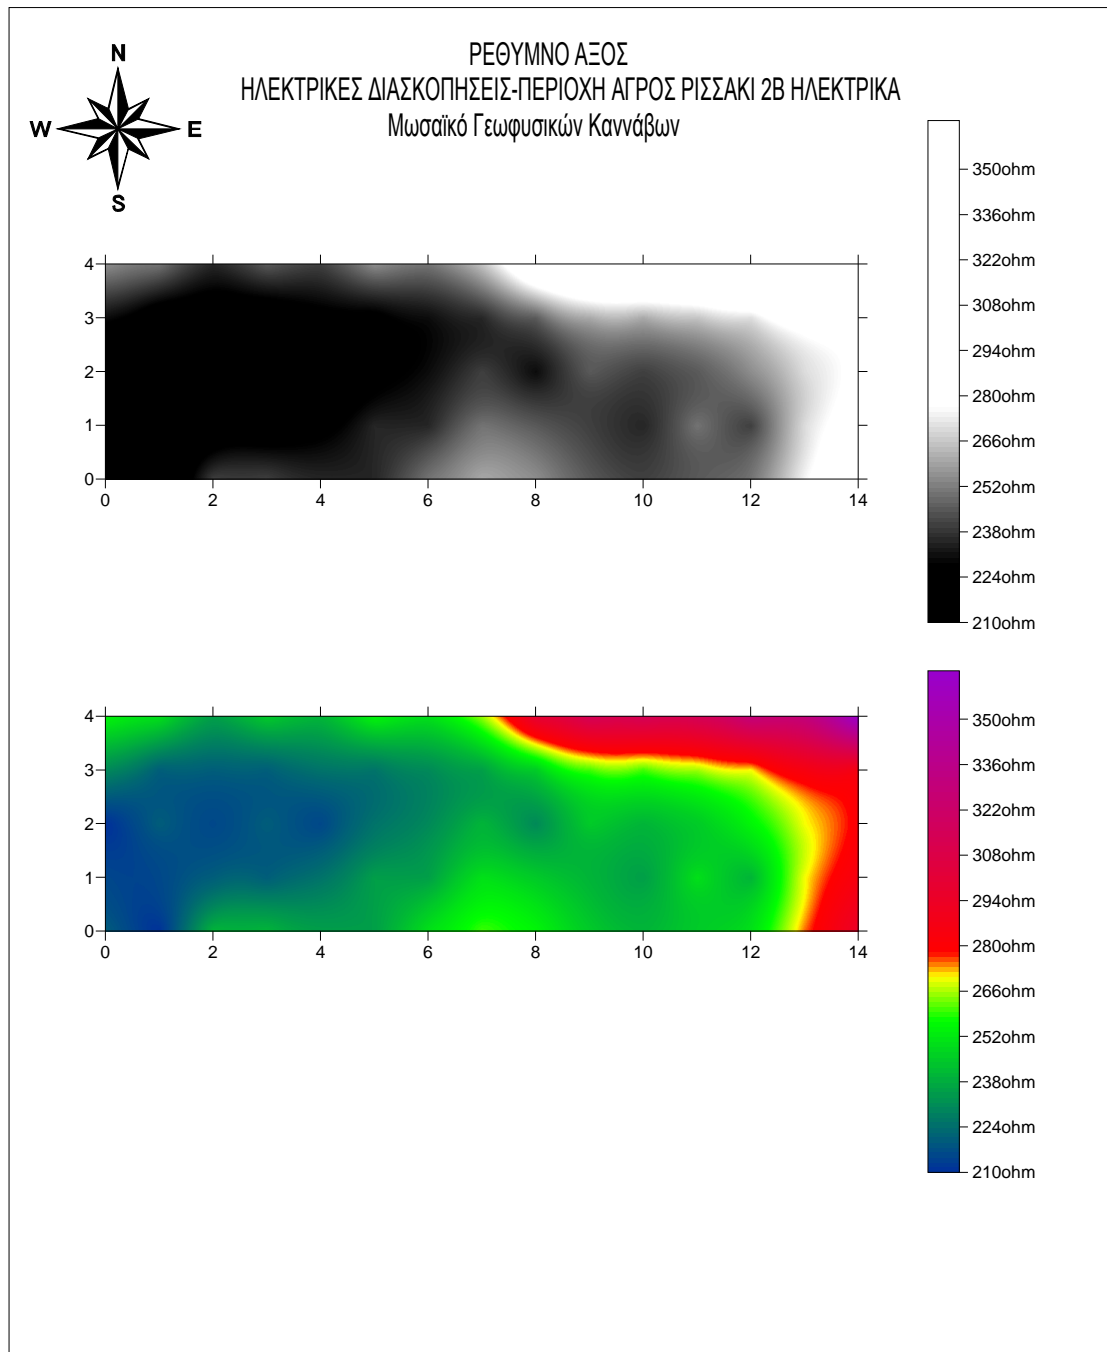 N
W E
S
ΡΕΘΥΜΝΟ ΑΞΟΣ
ΗΛΕΚΤΡΙΚΕΣ ΔΙΑΣΚΟΠΗΣΕΙΣ-ΠΕΡΙΟΧΗ ΑΓΡΟΣ ΡΙΣΣΑΚΙ 2Β ΗΛΕΚΤΡΙΚΑ
Μωσαϊκό Γεωφυσικών Καννάβων
4
3
2
1
0
0 2 4 6 8 10 12 14
350ohm
336ohm
322ohm
308ohm
294ohm
280ohm
266ohm
252ohm
238ohm
224ohm
210ohm
4
3
2
1
0
0 2 4 6 8 10 12 14
350ohm
336ohm
322ohm
308ohm
294ohm
280ohm
266ohm
252ohm
238ohm
224ohm
210ohm